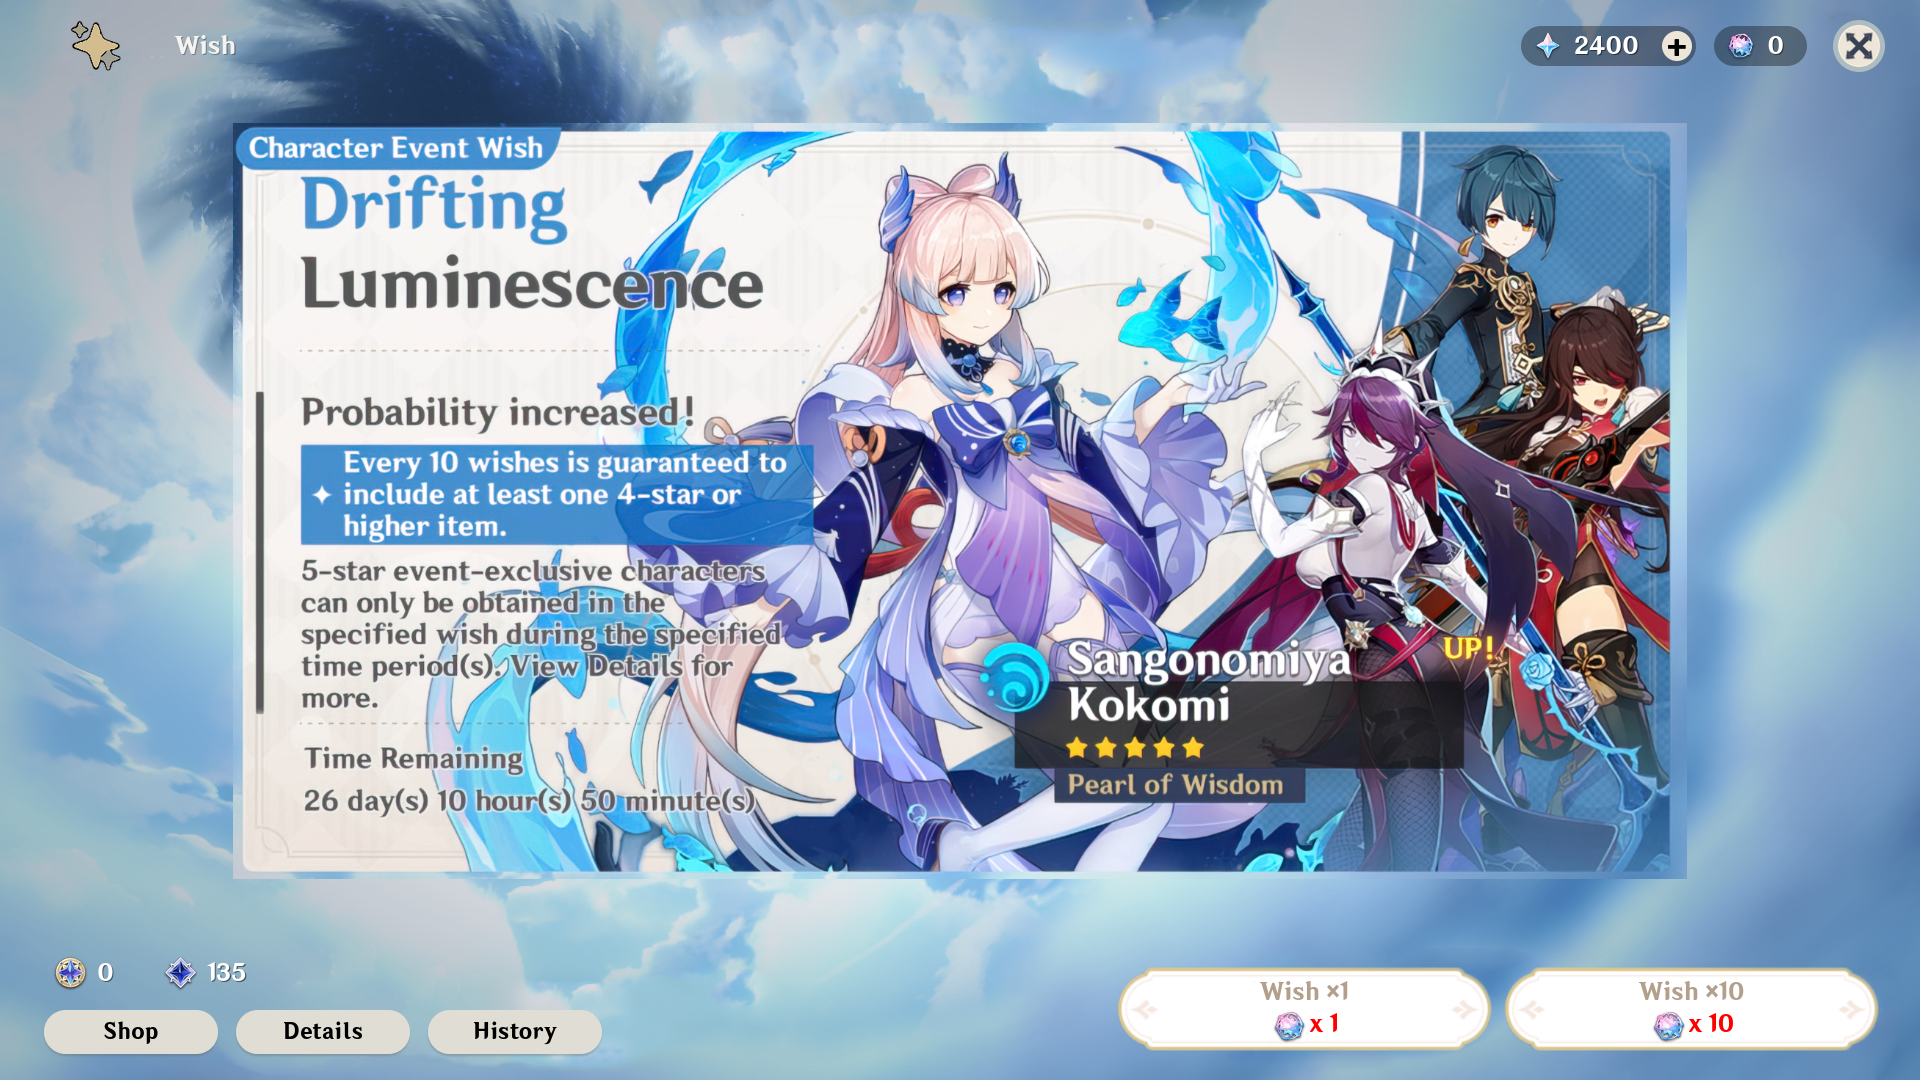 Wish
2400
0
Character Event Wish
Drifting
Luminescence
Probability increased!
Every 10 wishes is guaranteed to
include at least one 4-star or
higher item.
5-star event-exclusive characters
can only be obtained in the
specified wish during the specified
time period(s). View Details for
more.
Time Remaining
26 day(s) 10 hour(s) 50 minute(s)
UP!
Sangonomiya
Kokomi
Pearl of Wisdom
0
135
Shop
Details
History
Wish ×1
x 1
Wish ×10
x 10